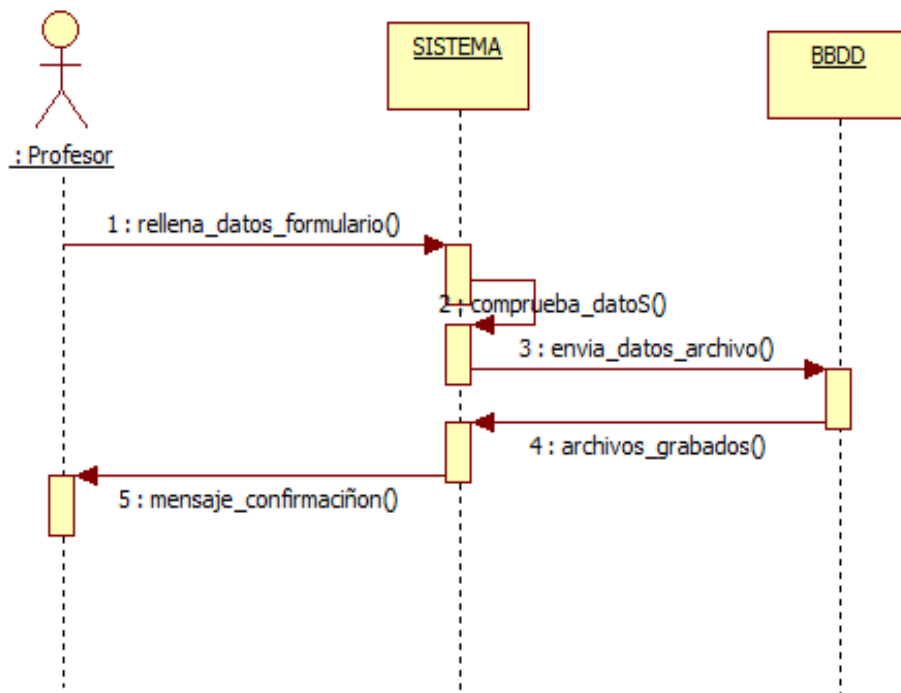 SISTEMA
BBDD
: Profesor
1 : rellena_datos_formulario()
2 : comprueba_datoS()
3 : envia_datos_archivo()
4 : archivos_grabados()
5 : mensaje_confirmaciñon()